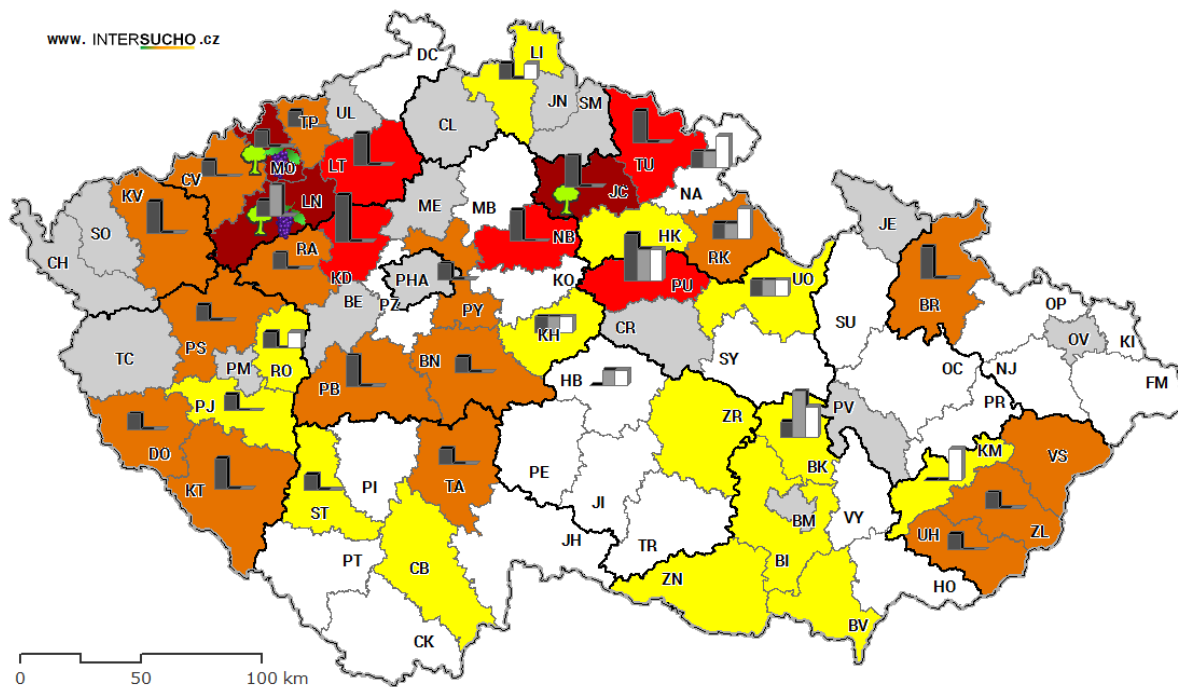 www. INTERSUCHO .cz
DC
LI
UL
JN
SM
TP
CL
MO
LT
TU
CV
JC
NA
KV
LN
ME
MB
SO
NB
HK
RK
JE
CH
RA
KD
PHA
KO
PU
UO
BE
PZ
BR
OP
PS
PY
CR
SU
OV
KI
TC
KH
PM
RO
BN
SY
OC
NJ
FM
PB
HB
PR
PJ
ZR
PV
DO
KM
VS
KT
TA
PE
BK
PI
ST
JI
BM
VY
UH
ZL
JH
TR
PT
CB
ZN
BI
HO
BV
CK
0 50 100 km